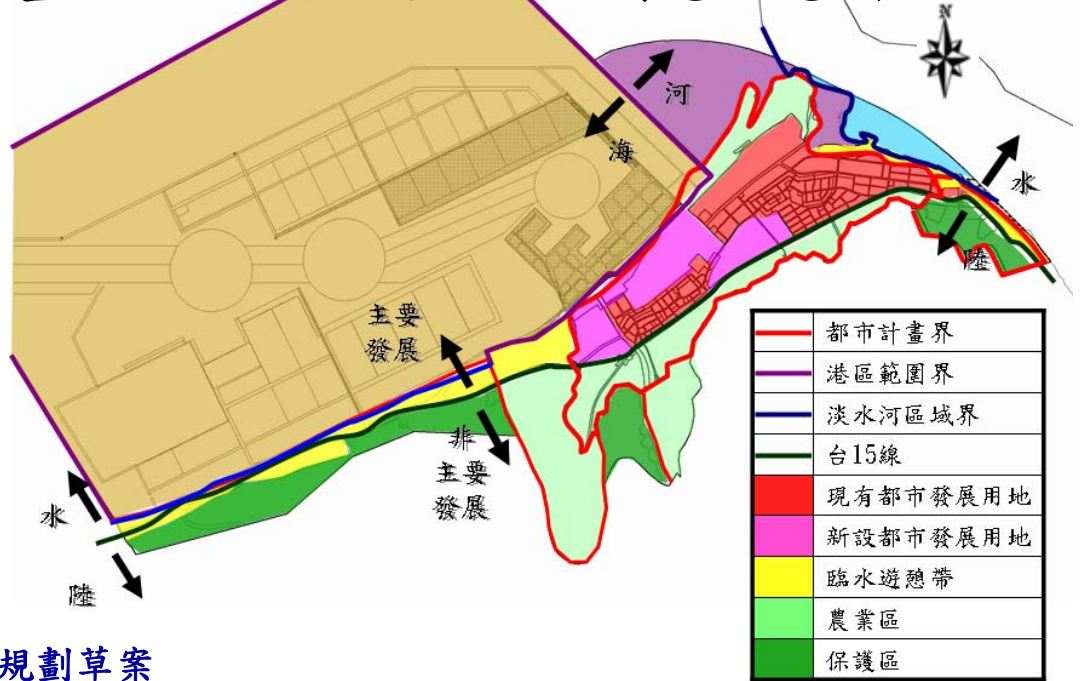 N
河
海
水
陸
主要
發展
非
主要
發展
水
陸
都市計畫界
港區範圍界
淡水河區域界
台15線
現有都市發展用地
新設都市發展用地
臨水遊憩帶
農業區
保護區
規劃草案